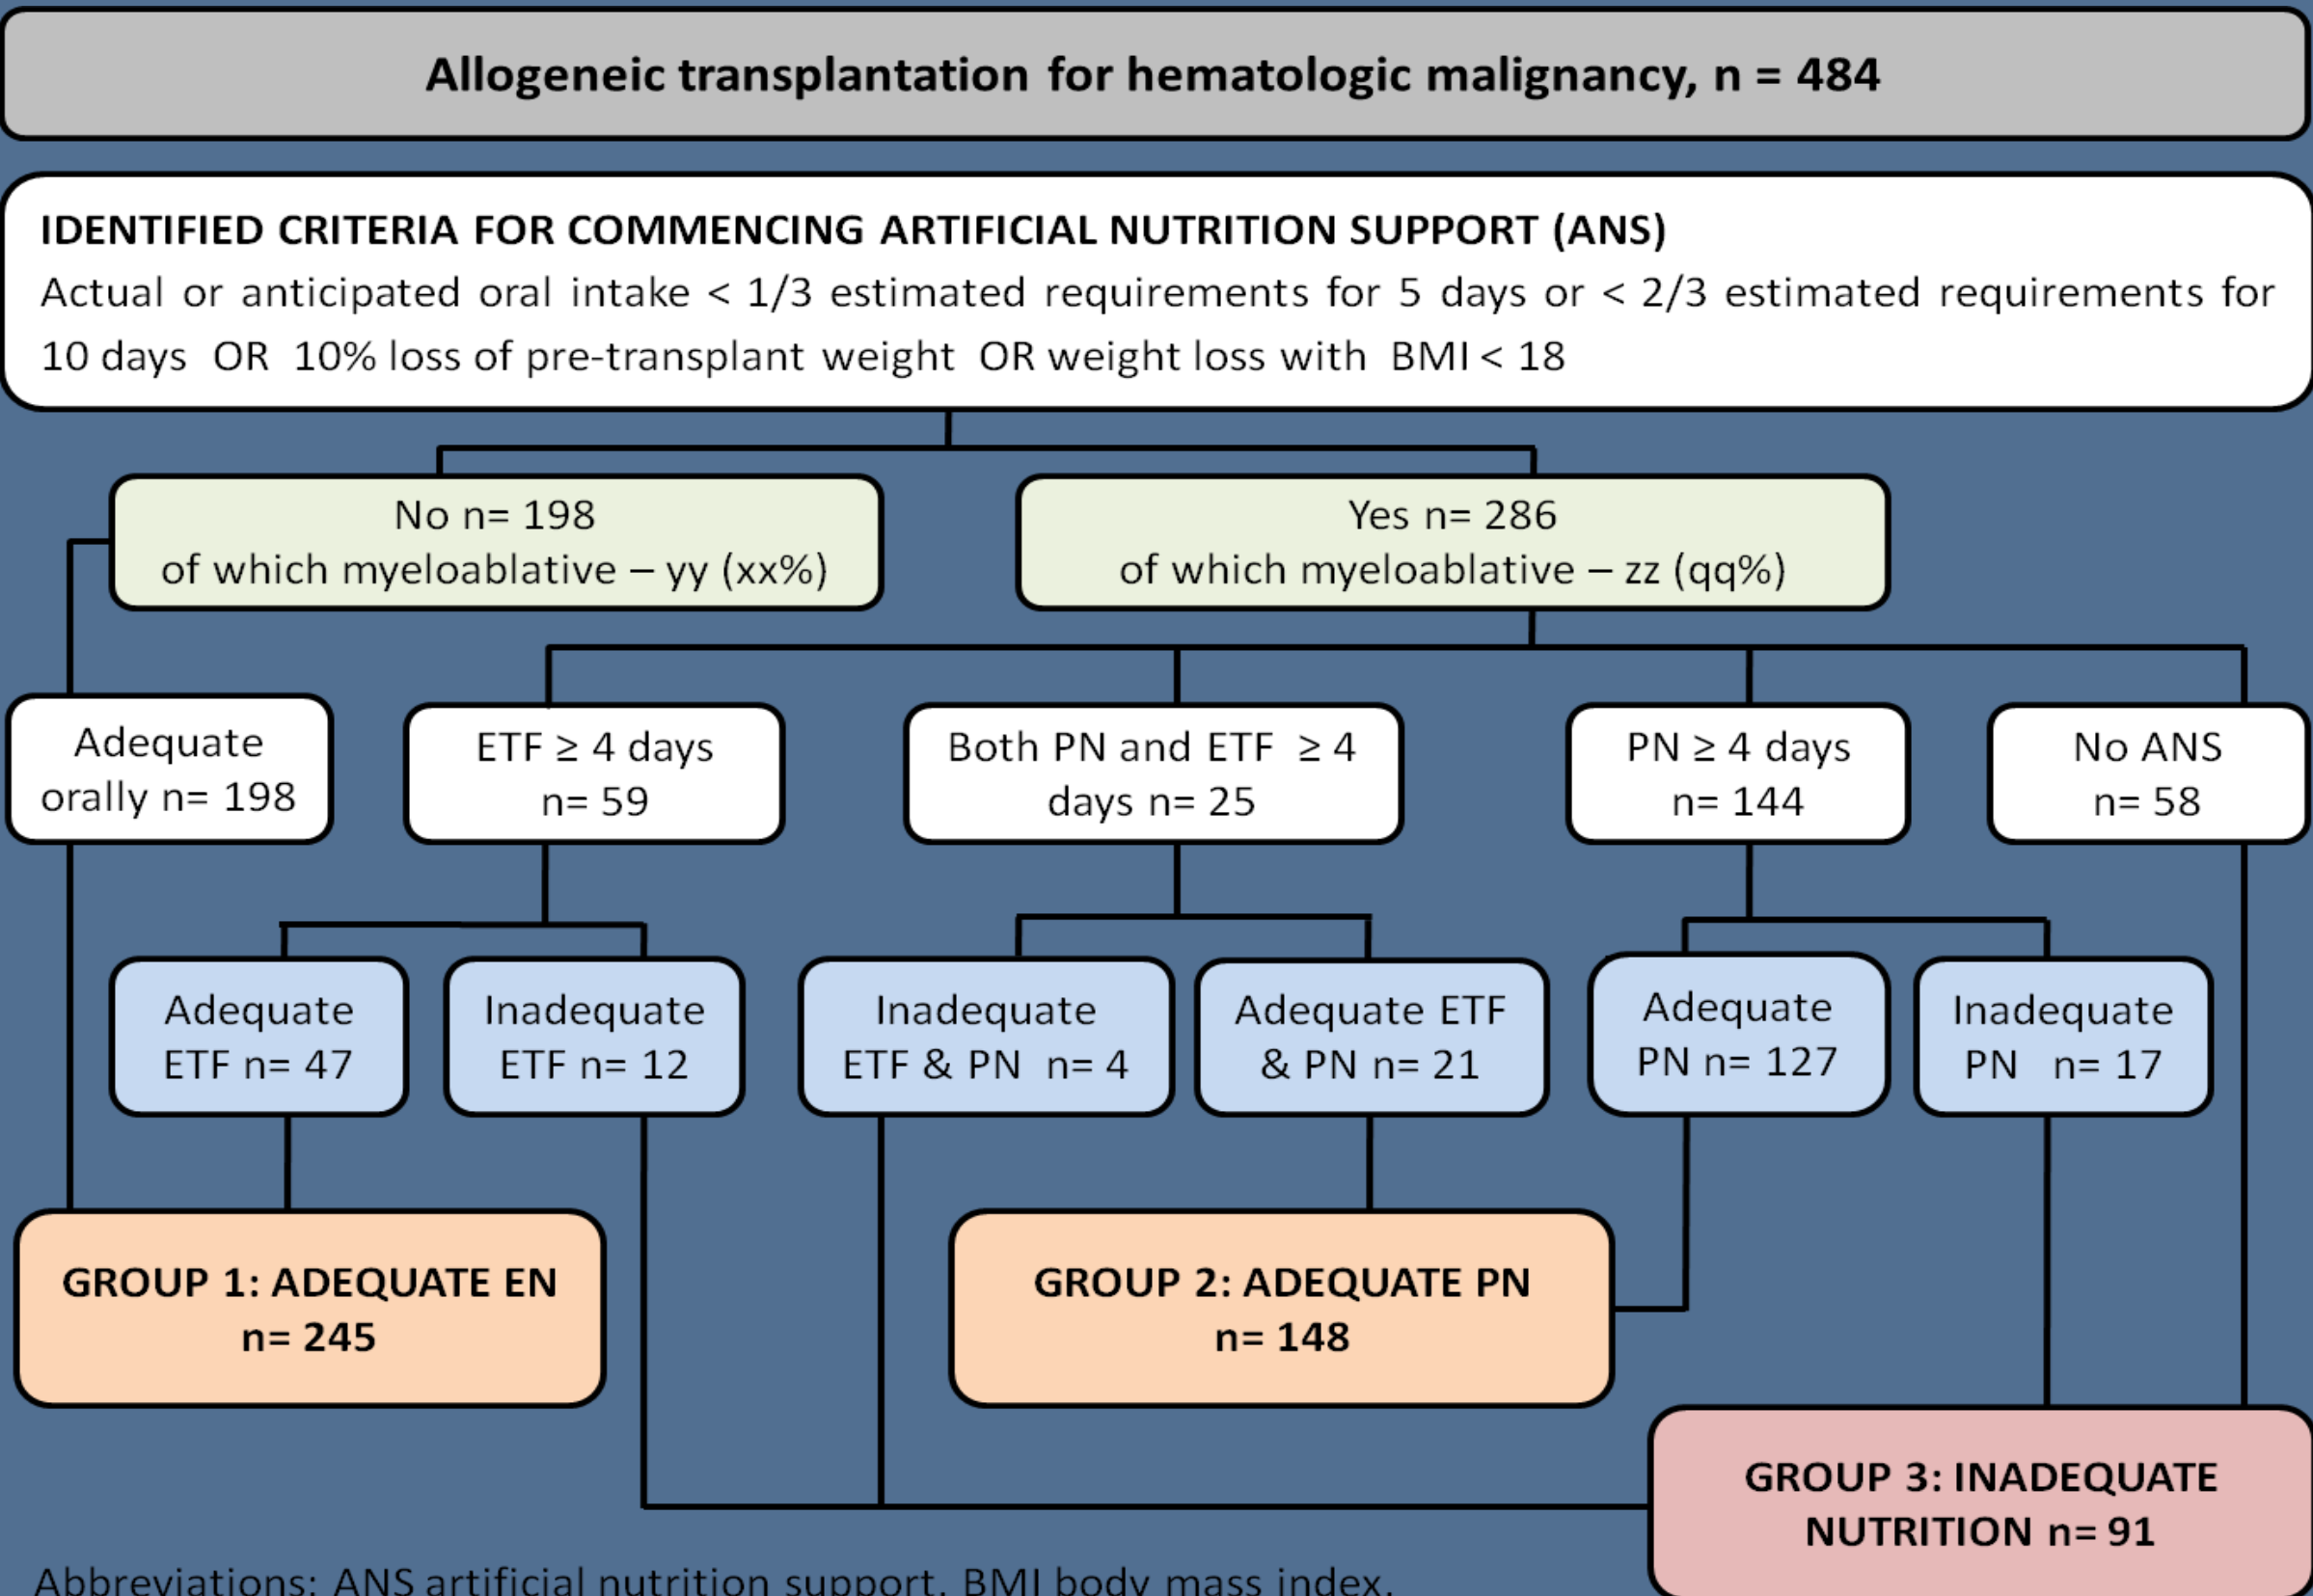 Allogeneic transplantation for hematologic malignancy, n = 484
IDENTIFIED CRITERIA FOR COMMENCING ARTIFICIAL NUTRITION SUPPORT (ANS)
Actual or anticipated oral intake < 1/3 estimated requirements for 5 days or < 2/3 estimated requirements for
10 days OR 10% loss of pre-transplant weight OR weight loss with BMI < 18
No n= 198
of which myeloablative – yy (xx%)
Yes n= 286
of which myeloablative – zz (qq%)
Adequate
orally n= 198
ETF ≥ 4 days
n= 59
Both PN and ETF ≥ 4
days n= 25
PN ≥ 4 days
n= 144
No ANS
n= 58
Adequate
ETF n= 47
Inadequate
ETF n= 12
Inadequate
ETF & PN n= 4
Adequate ETF
& PN n= 21
Adequate
PN n= 127
Inadequate
PN n= 17
GROUP 1: ADEQUATE EN
n= 245
GROUP 2: ADEQUATE PN
n= 148
GROUP 3: INADEQUATE
NUTRITION n= 91
Abbreviations: ANS artificial nutrition support, BMI body mass index,